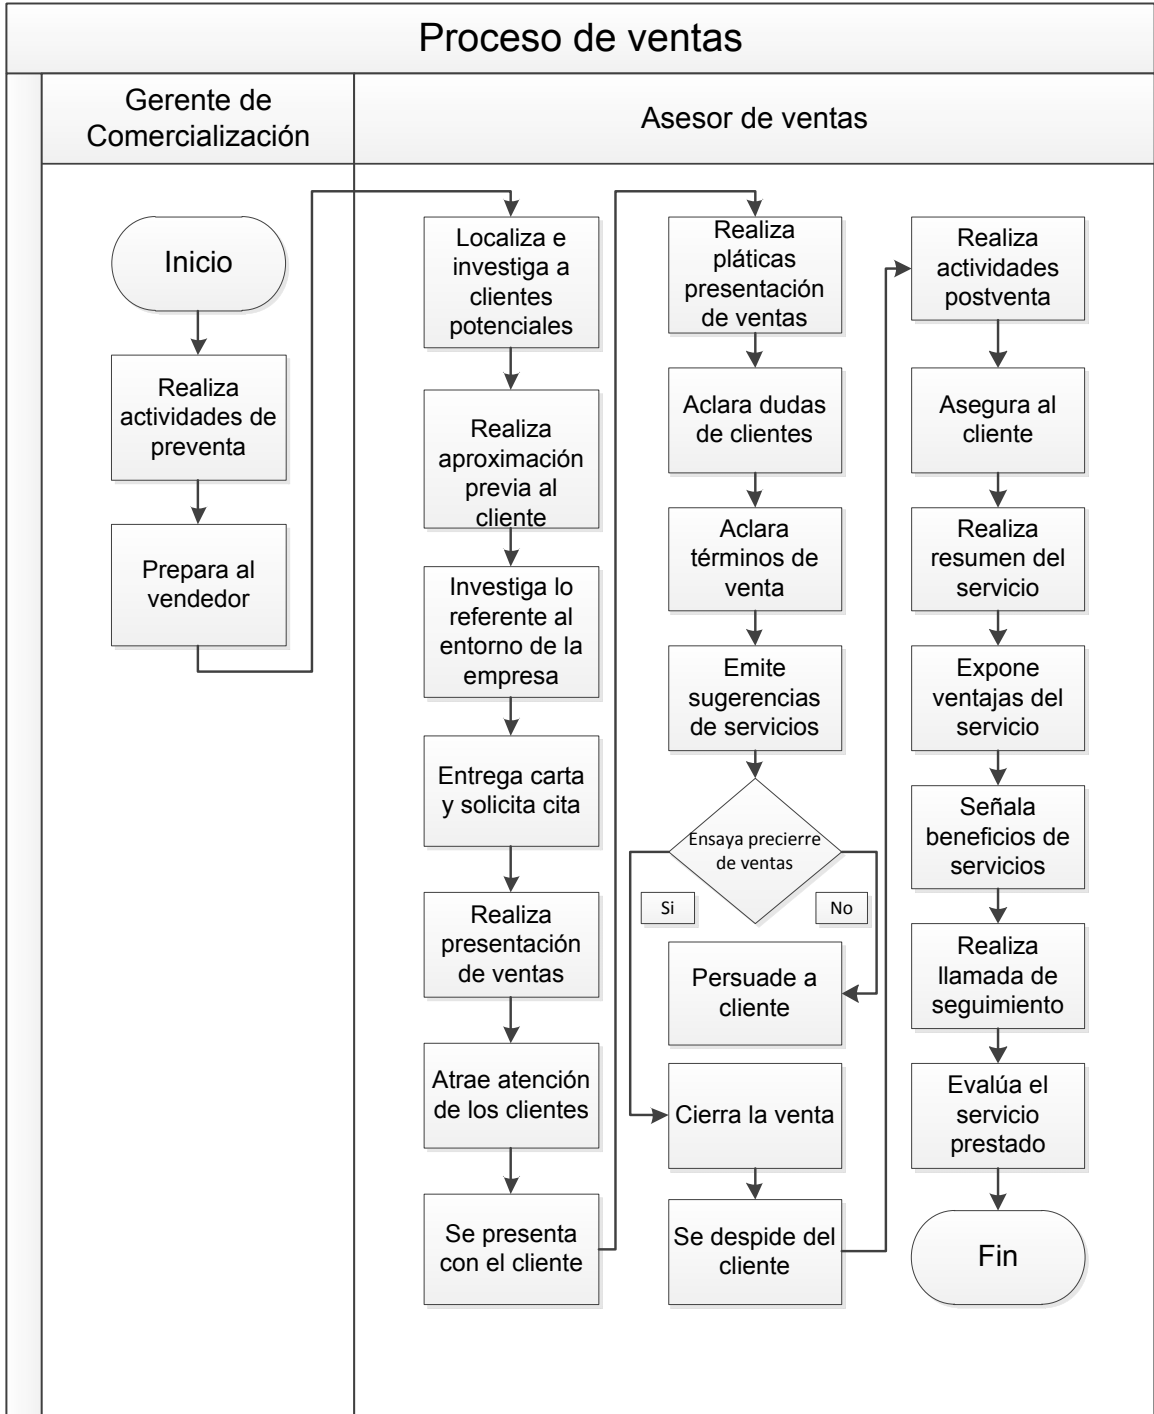 Proceso de ventas
Gerente de
Comercialización
Asesor de ventas
Inicio
Realiza
actividades de
preventa
Prepara al
vendedor
Localiza e
investiga a
clientes
potenciales
Realiza
aproximación
previa al
cliente
Investiga lo
referente al
entorno de la
empresa
Entrega carta
y solicita cita
Realiza
presentación
de ventas
Atrae atención
de los clientes
Se presenta
con el cliente
Realiza
pláticas
presentación
de ventas
Aclara dudas
de clientes
Aclara
términos de
venta
Emite
sugerencias
de servicios
Ensaya precierre
de ventas
Si
No
Persuade a
cliente
Cierra la venta
Se despide del
cliente
Realiza
actividades
postventa
Asegura al
cliente
Realiza
resumen del
servicio
Expone
ventajas del
servicio
Señala
beneficios de
servicios
Realiza
llamada de
seguimiento
Evalúa el
servicio
prestado
Fin